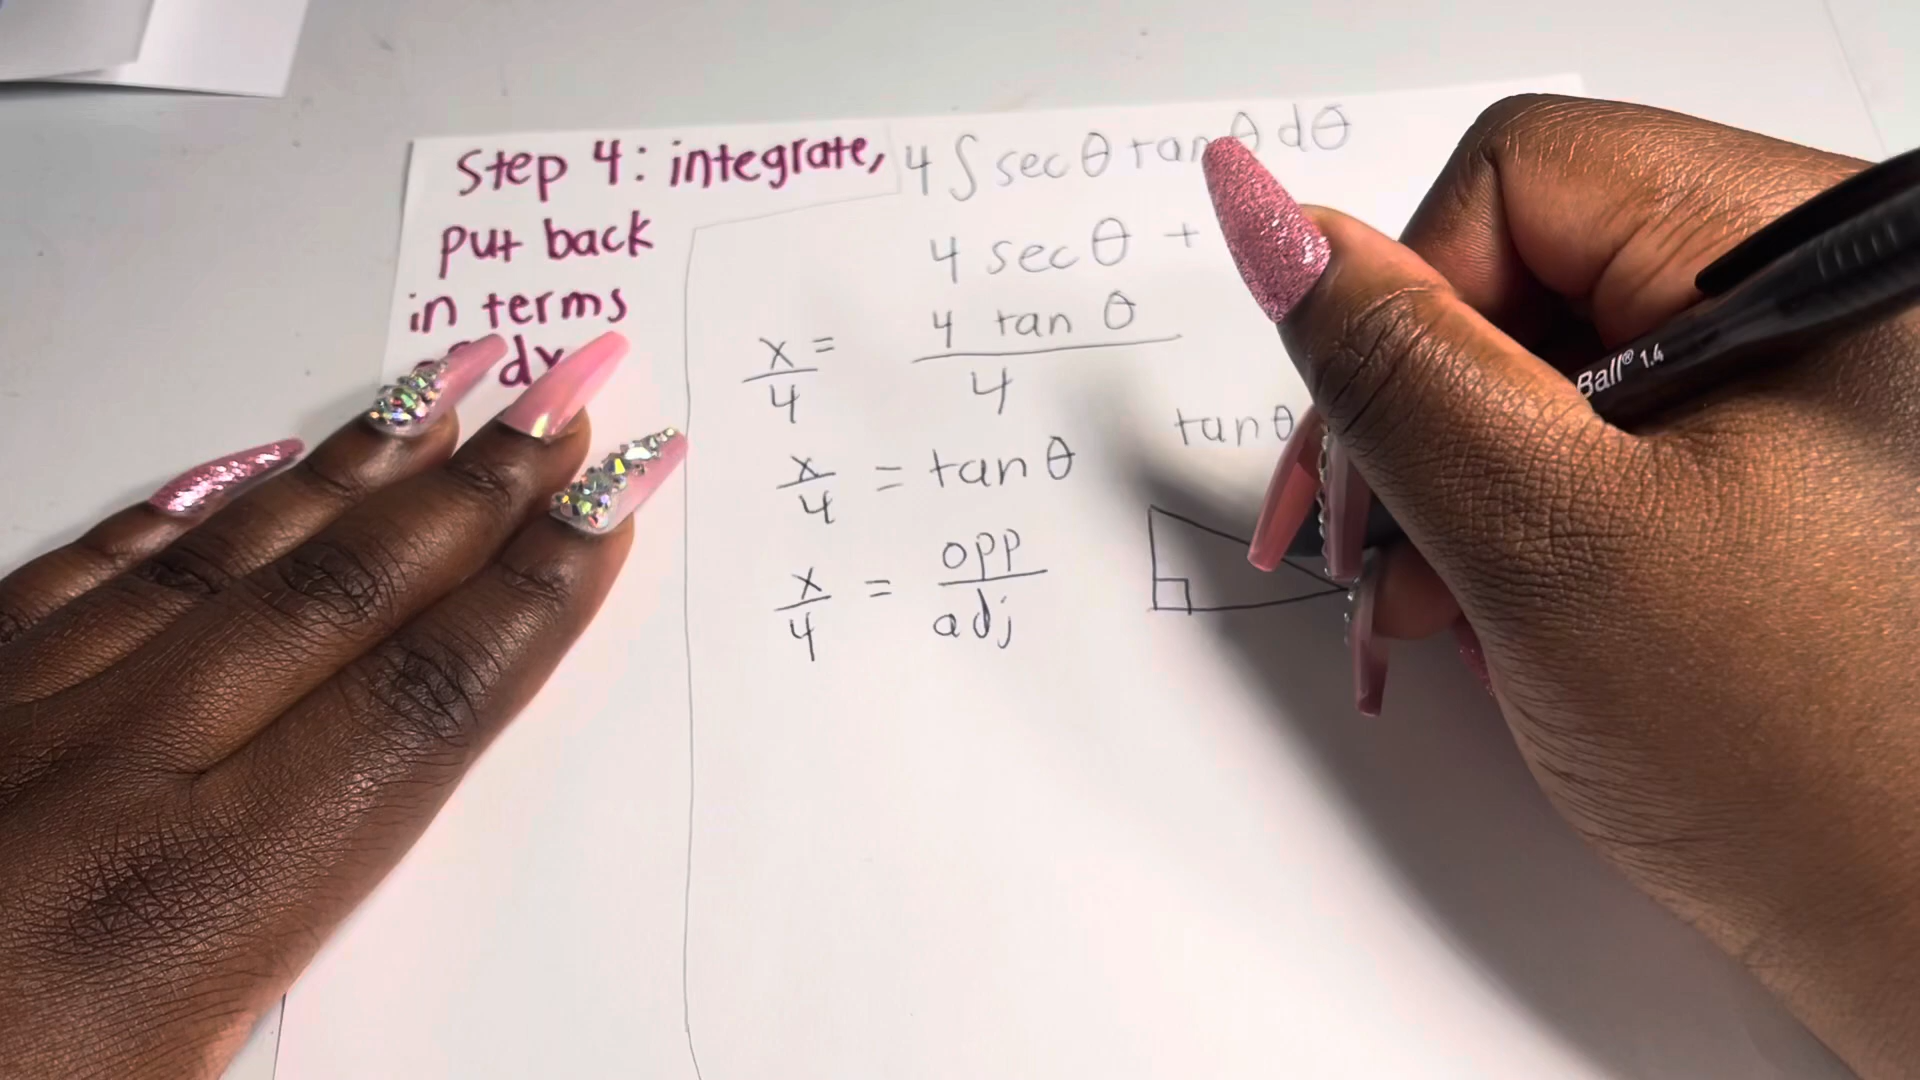 Step 4: integrate,
put back
in terms
dx
4 ∫ sec θ tan θ dθ
4 sec θ +
x/4 = 4 tan θ/4
x/4 = tan θ
x/4 = opp/adj
tan θ
Ball® 1.4